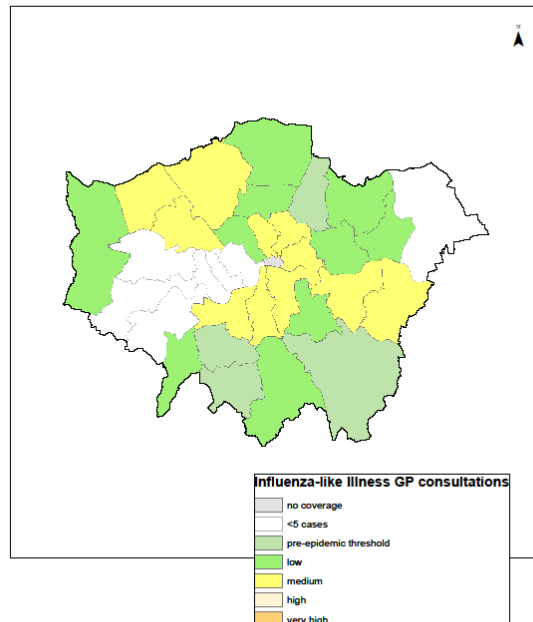 N
Influenza-like Illness GP consultations
no coverage
<5 cases
pre-epidemic threshold
low
medium
high
very high